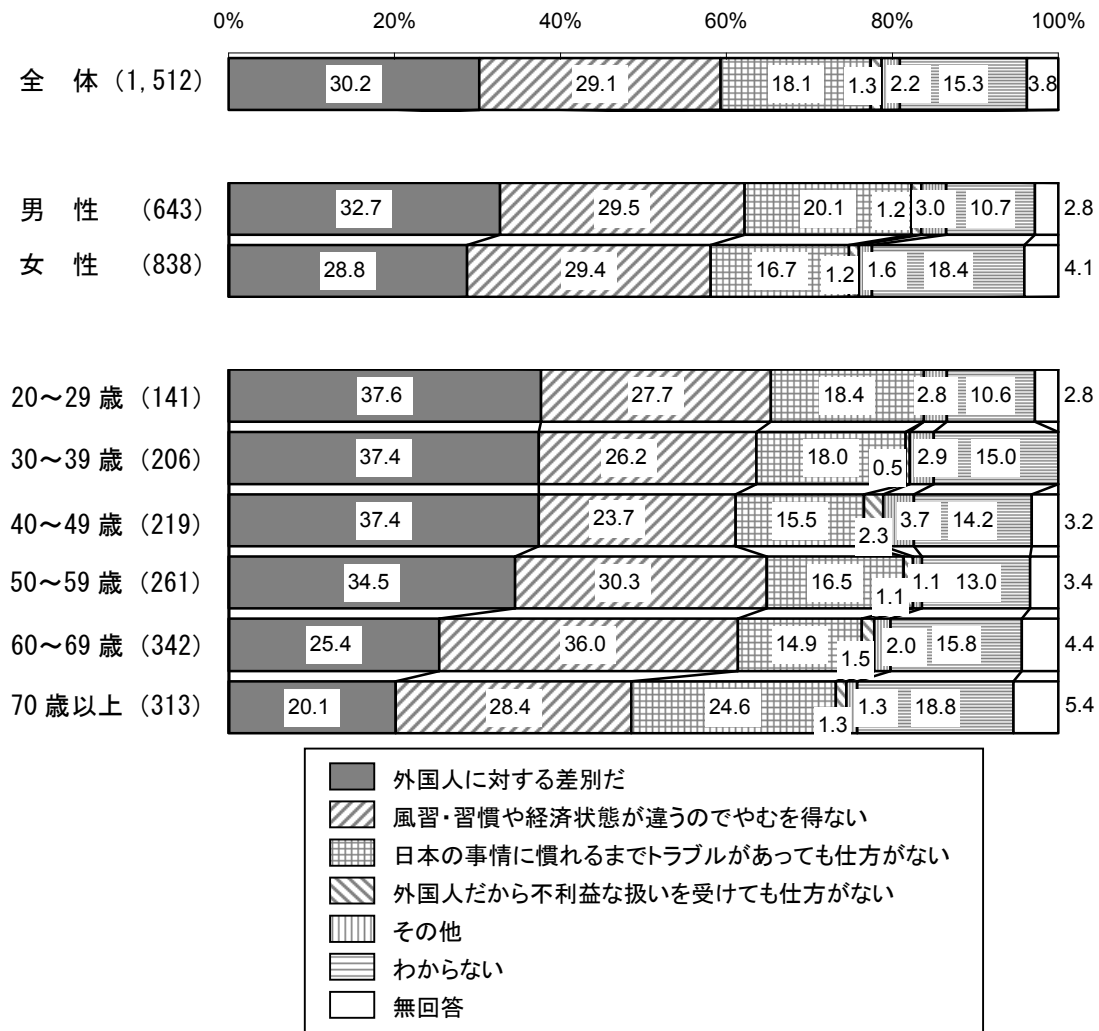 0% 20% 40% 60% 80% 100%
全 体 (1,512) 30.2 29.1 18.1 1.3 2.2 15.3 3.8
男 性 (643) 32.7 29.5 20.1 1.2 3.0 10.7 2.8
女 性 (838) 28.8 29.4 16.7 1.2 1.6 18.4 4.1
20～29 歳 (141) 37.6 27.7 18.4 2.8 10.6 2.8
30～39 歳 (206) 37.4 26.2 18.0 0.5 2.9 15.0
40～49 歳 (219) 37.4 23.7 15.5 2.3 3.7 14.2 3.2
50～59 歳 (261) 34.5 30.3 16.5 1.1 1.1 13.0 3.4
60～69 歳 (342) 25.4 36.0 14.9 1.5 2.0 15.8 4.4
70 歳以上 (313) 20.1 28.4 24.6 1.3 1.3 18.8 5.4
外国人に対する差別だ
風習・習慣や経済状態が違うのでやむを得ない
日本の事情に慣れるまでトラブルがあっても仕方がない
外国人だから不利益な扱いを受けても仕方がない
その他
わからない
無回答